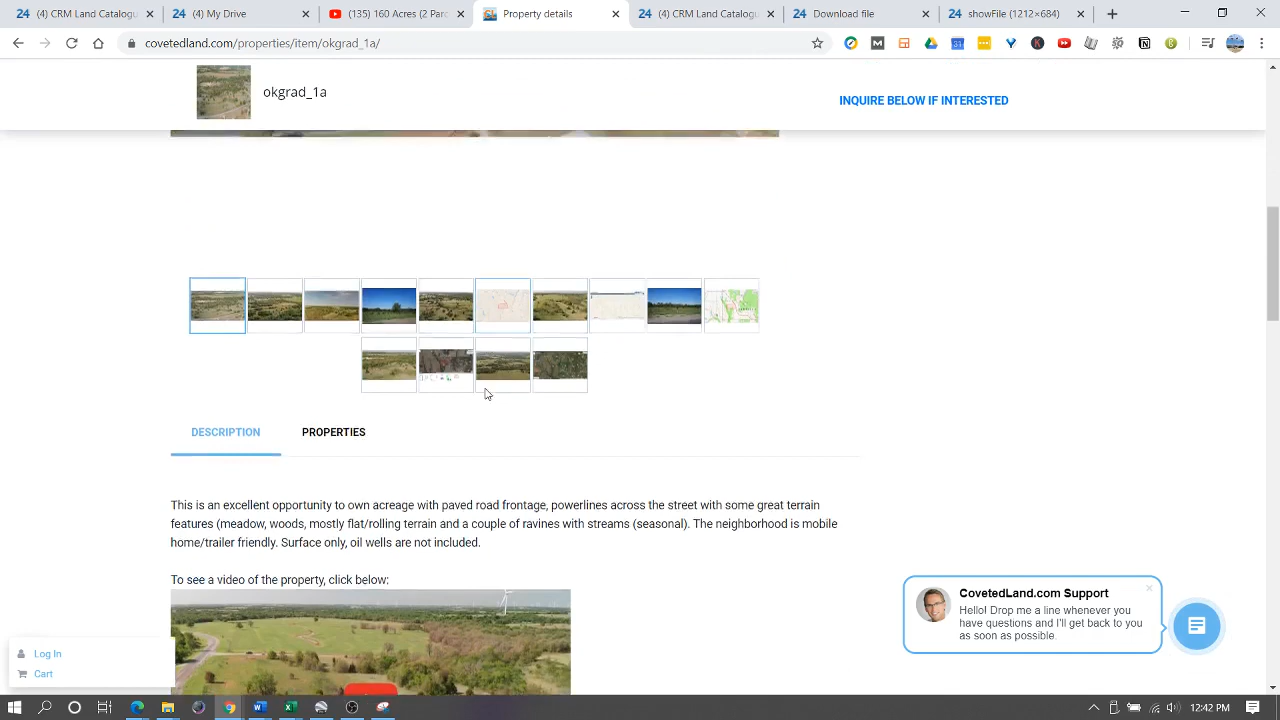 (4) CRM Land Catalogue
(4) Drive
(135) 160 Acres (2 Parc
Property details
(4) CRM Land Catalogu
Download file
showfile (1212×684)
covetedland.com/properties/item/okgrad_1a/
okgrad_1a
INQUIRE BELOW IF INTERESTED
DESCRIPTION
PROPERTIES
This is an excellent opportunity to own acreage with paved road frontage, powerlines across the street with some great terrain
features (meadow, woods, mostly flat/rolling terrain and a couple of ravines with streams (seasonal). The neighborhood is mobile
home/trailer friendly. Surface only, oil wells are not included.
To see a video of the property, click below:
CovetedLand.com Support
Hello! Drop me a line whenever you
have questions and I'll get back to you
as soon as possible.
Log In
Cart
12:42 PM